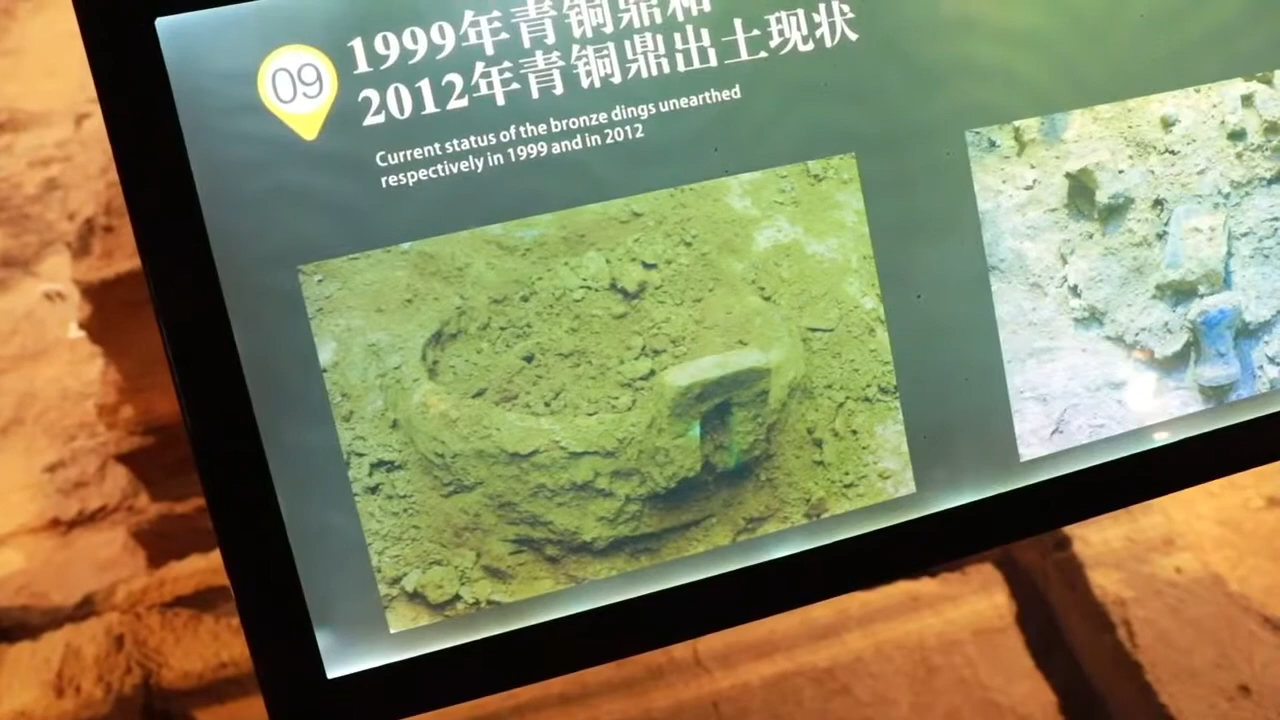 09
1999年青铜鼎和
2012年青铜鼎出土现状
Current status of the bronze dings unearthed
respectively in 1999 and in 2012